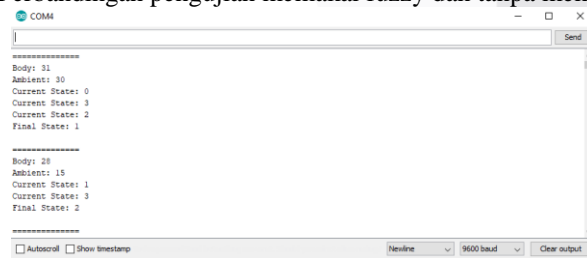 erbandingan pengujian memakai fuzzy dan tanpa
COM4
Send
==============
Body: 31
Ambient: 30
Current State: 0
Current State: 3
Current State: 2
Final State: 1
==============
Body: 28
Ambient: 15
Current State: 1
Current State: 3
Final State: 2
==============
Autoscroll Show timestamp Newline 9600 baud Clear output